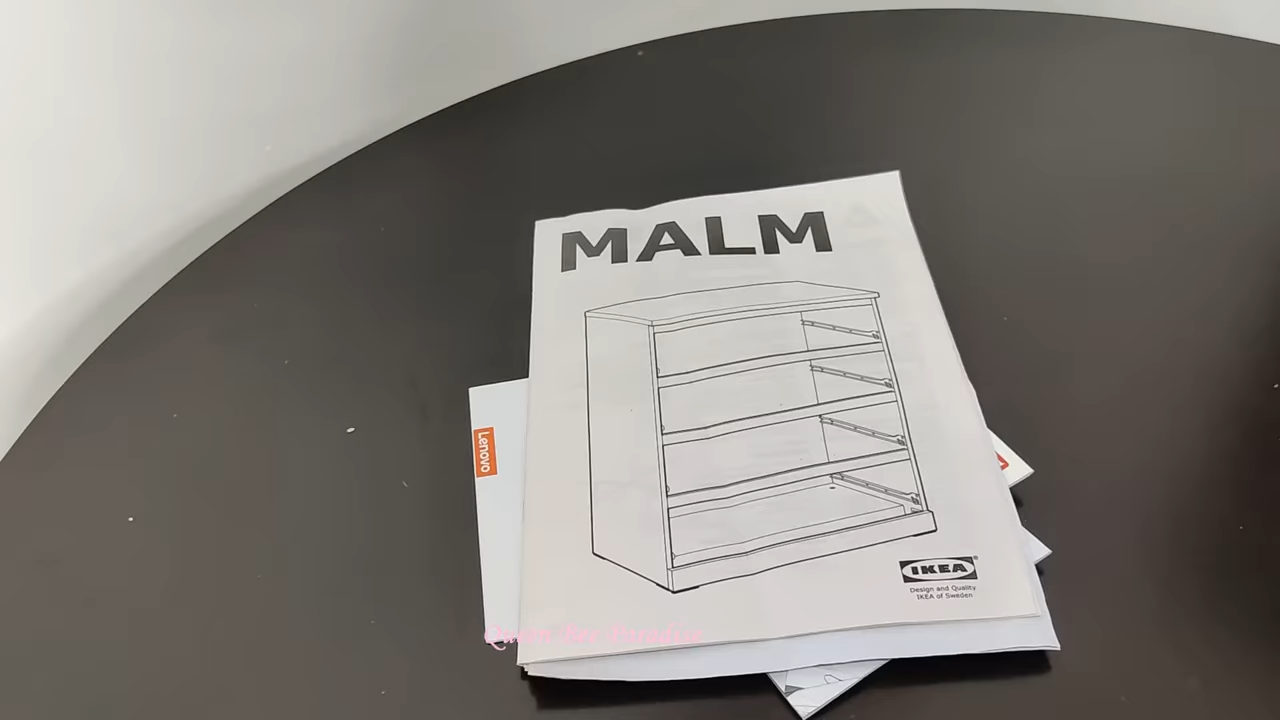 MALM
Lenovo
IKEA
Design and Quality
IKEA of Sweden
Queen Bee Paradise